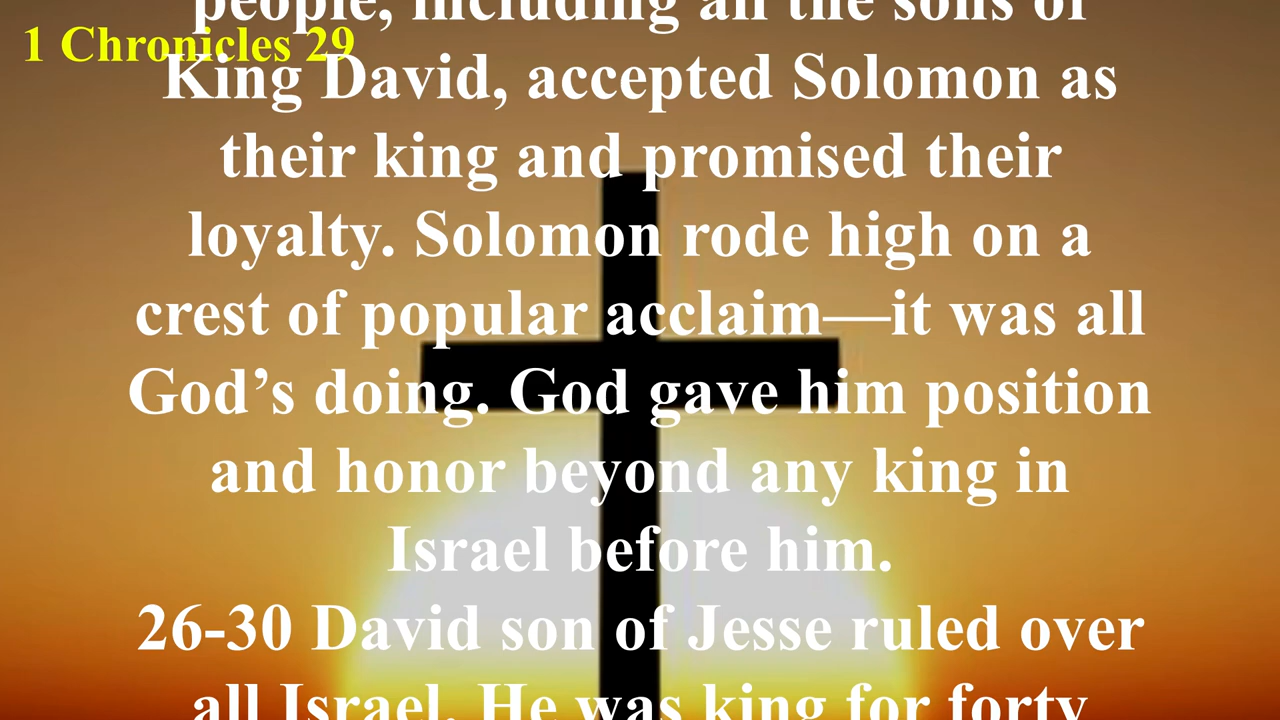 people, including all the sons of
1 Chronicles 29
King David, accepted Solomon as
their king and promised their
loyalty. Solomon rode high on a
crest of popular acclaim—it was all
God’s doing. God gave him position
and honor beyond any king in
Israel before him.
26-30 David son of Jesse ruled over
all Israel. He was king for forty